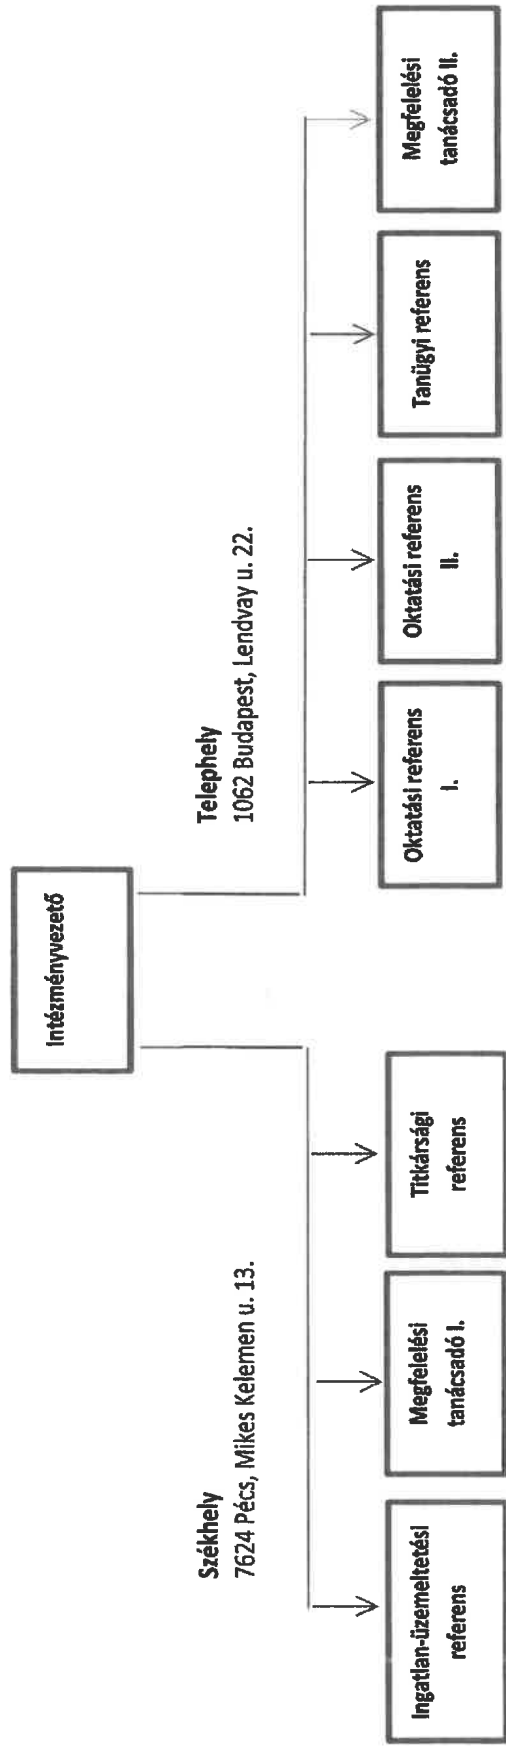 Intézményvezető
Székhely
7624 Pécs, Mikes Kelemen u. 13.
Telephely
1062 Budapest, Lendvay u. 22.
Ingatlan-üzemeltetési
referens
Megfelelési
tanácsadó I.
Titkársági
referens
Oktatási referens
I.
Oktatási referens
II.
Tanügyi referens
Megfelelési
tanácsadó II.